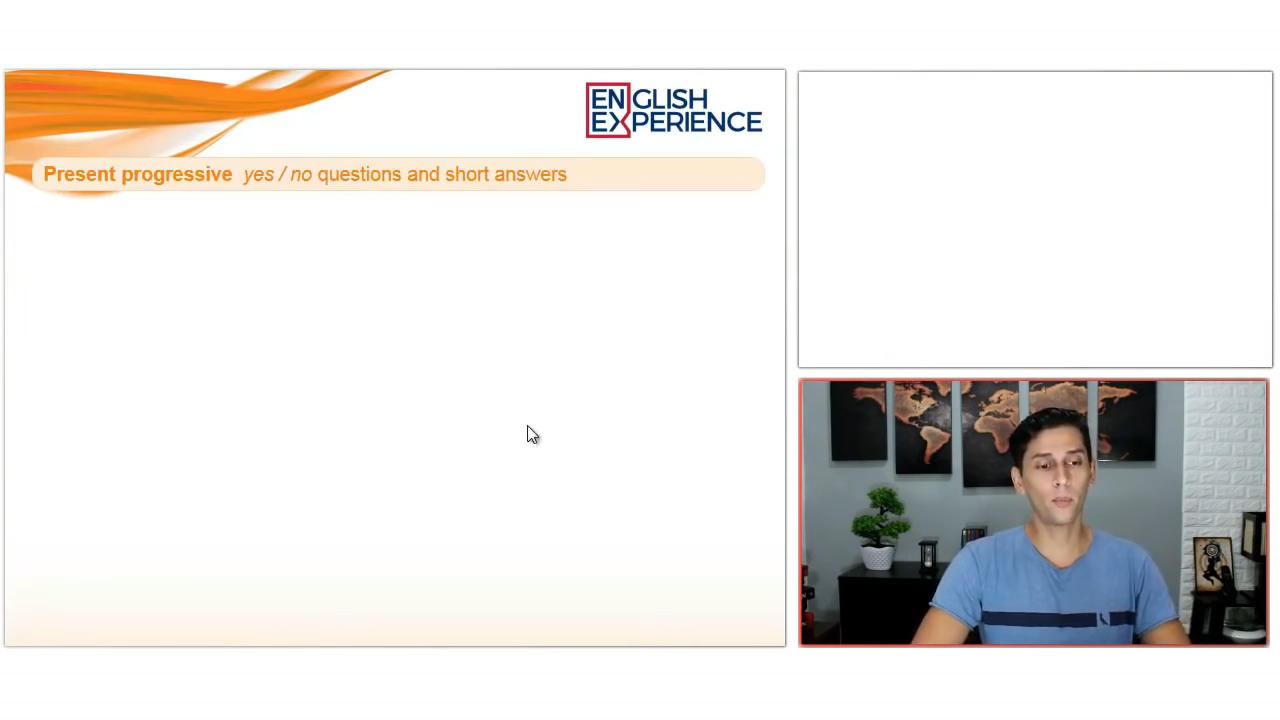 ENGLISH
EXPERIENCE
Present progressive yes / no questions and short answers